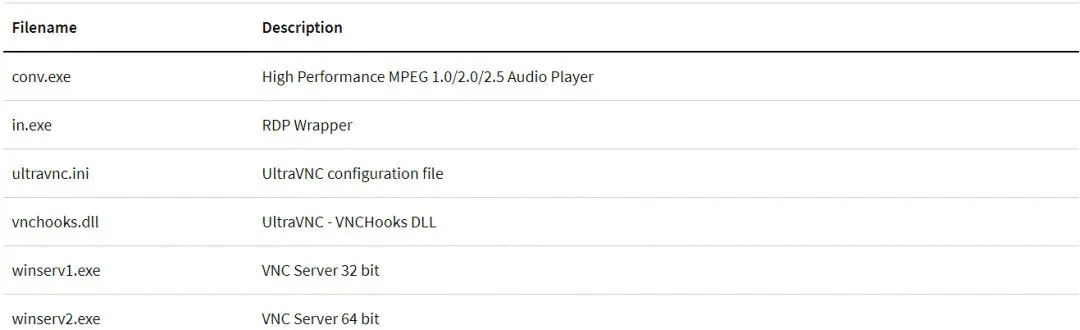 Filename Description
conv.exe High Performance MPEG 1.0/2.0/2.5 Audio Player
in.exe RDP Wrapper
ultravnc.ini UltraVNC configuration file
vnchooks.dll UltraVNC - VNCHooks DLL
winserv1.exe VNC Server 32 bit
winserv2.exe VNC Server 64 bit